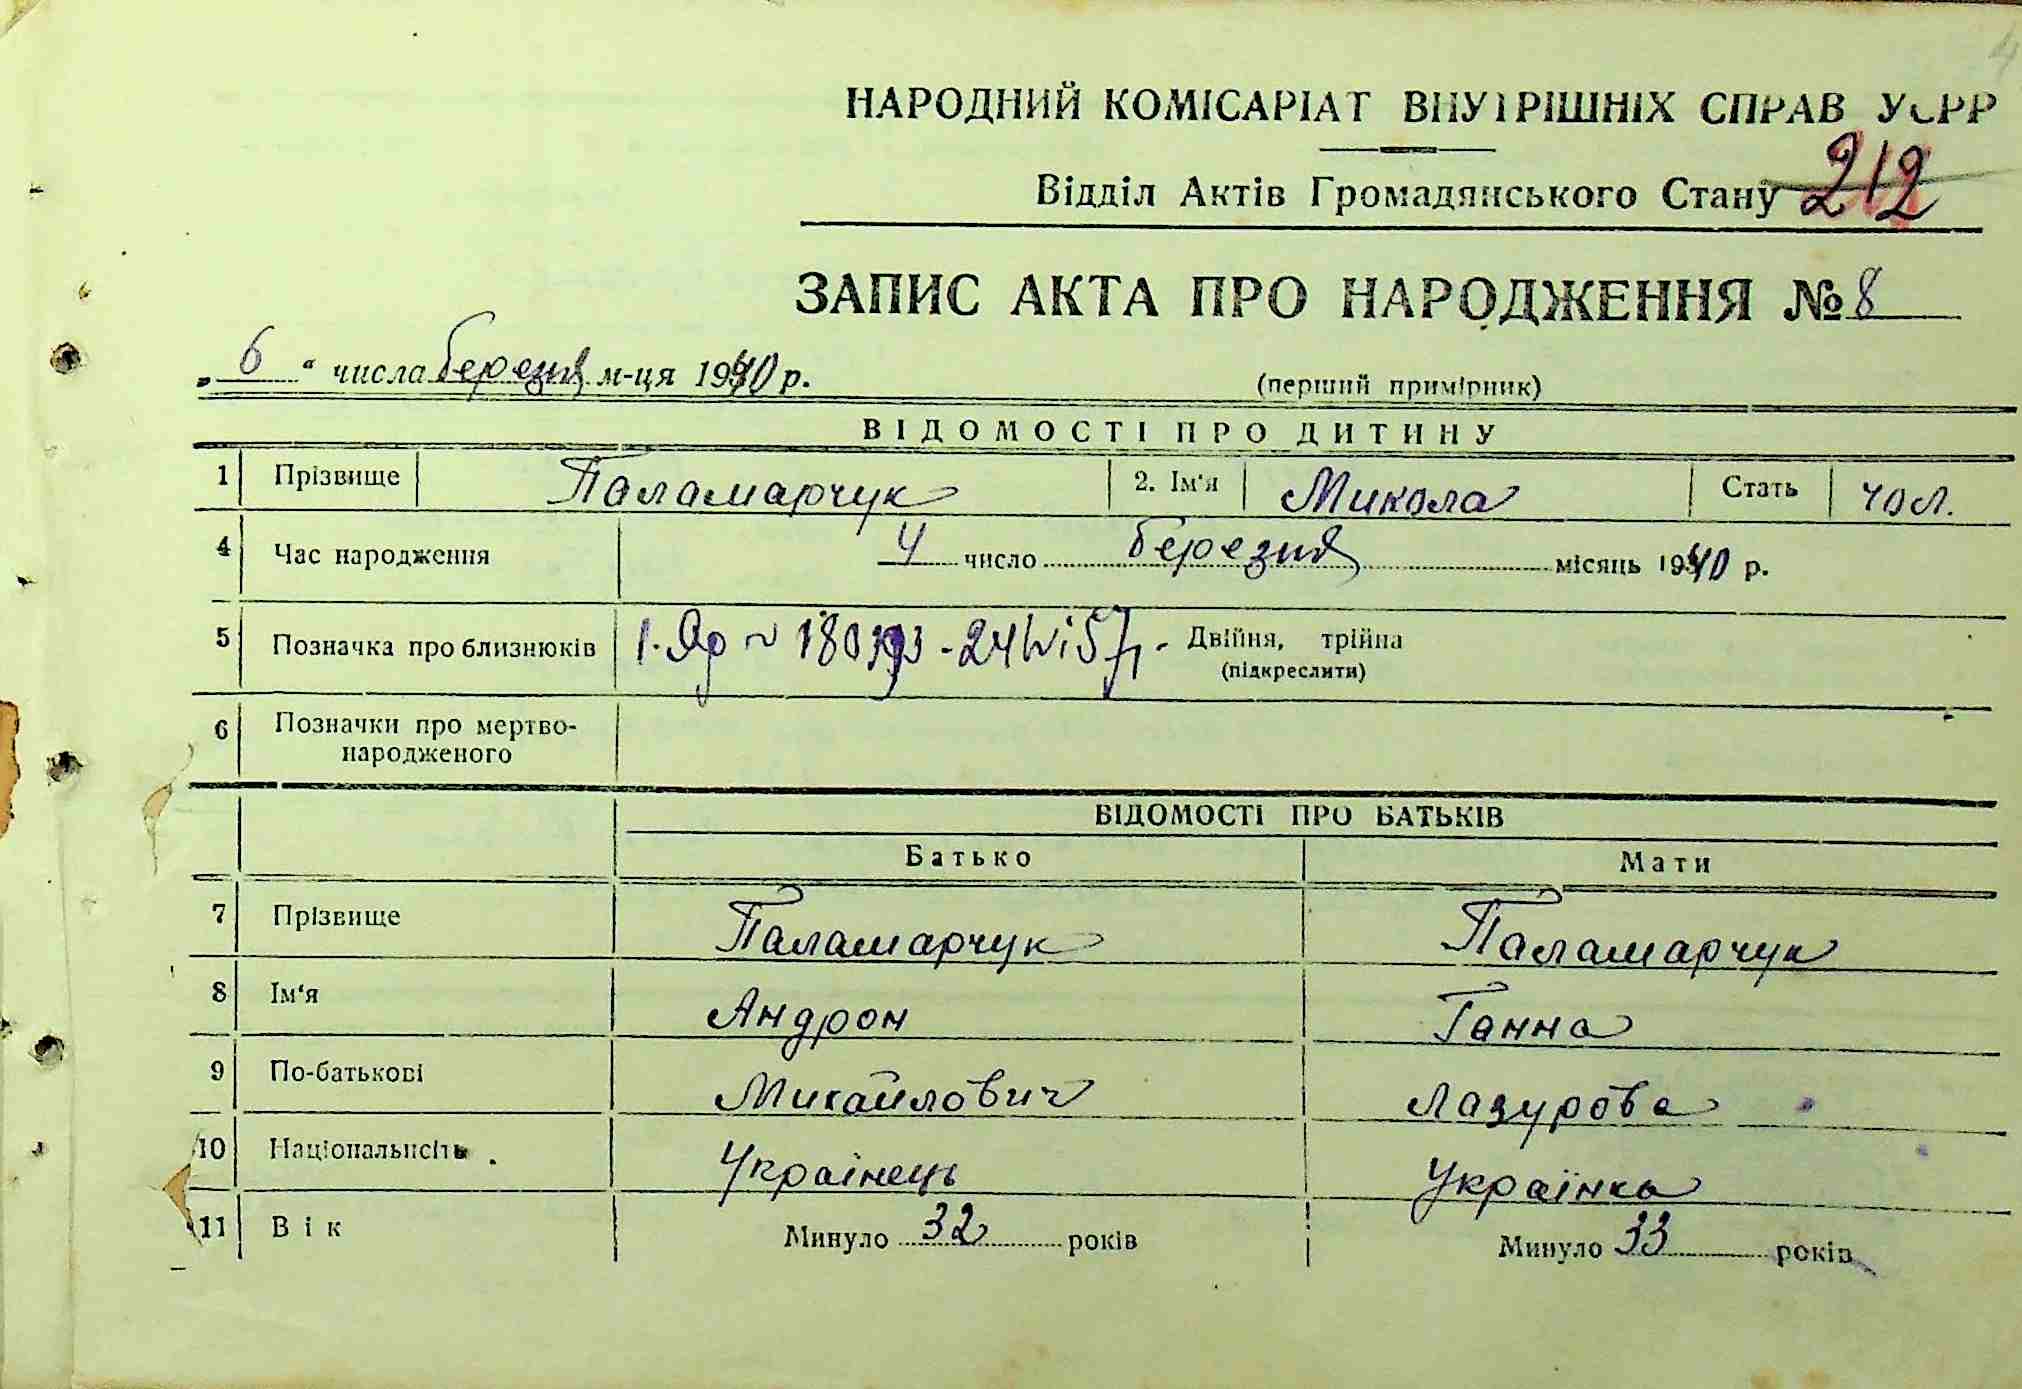 НАРОДНИЙ КОМІСАРІАТ ВНУТРІШНІХ СПРАВ УСРР
Відділ Актів Громадянського Стану 212
ЗАПИС АКТА ПРО НАРОДЖЕННЯ № 8
„ 6 “ числа березня м-ця 1940 р.
(перший примірник)
ВІДОМОСТІ ПРО ДИТИНУ
1 Прізвище Паламарчук 2. Ім'я Микола Стать чол.
4 Час народження 4 число березня місяць 1940 р.
5 Позначка про близнюків Двійня, трійна
(підкреслити)
6 Позначки про мертво-
народженого
ВІДОМОСТІ ПРО БАТЬКІВ
Батько Мати
7 Прізвище Паламарчук Паламарчук
8 Ім'я Андрон Ганна
9 По-батькові Михайлович Лазурова
10 Національність Українець Українка
11 Вік Минуло 32 років Минуло 33 років